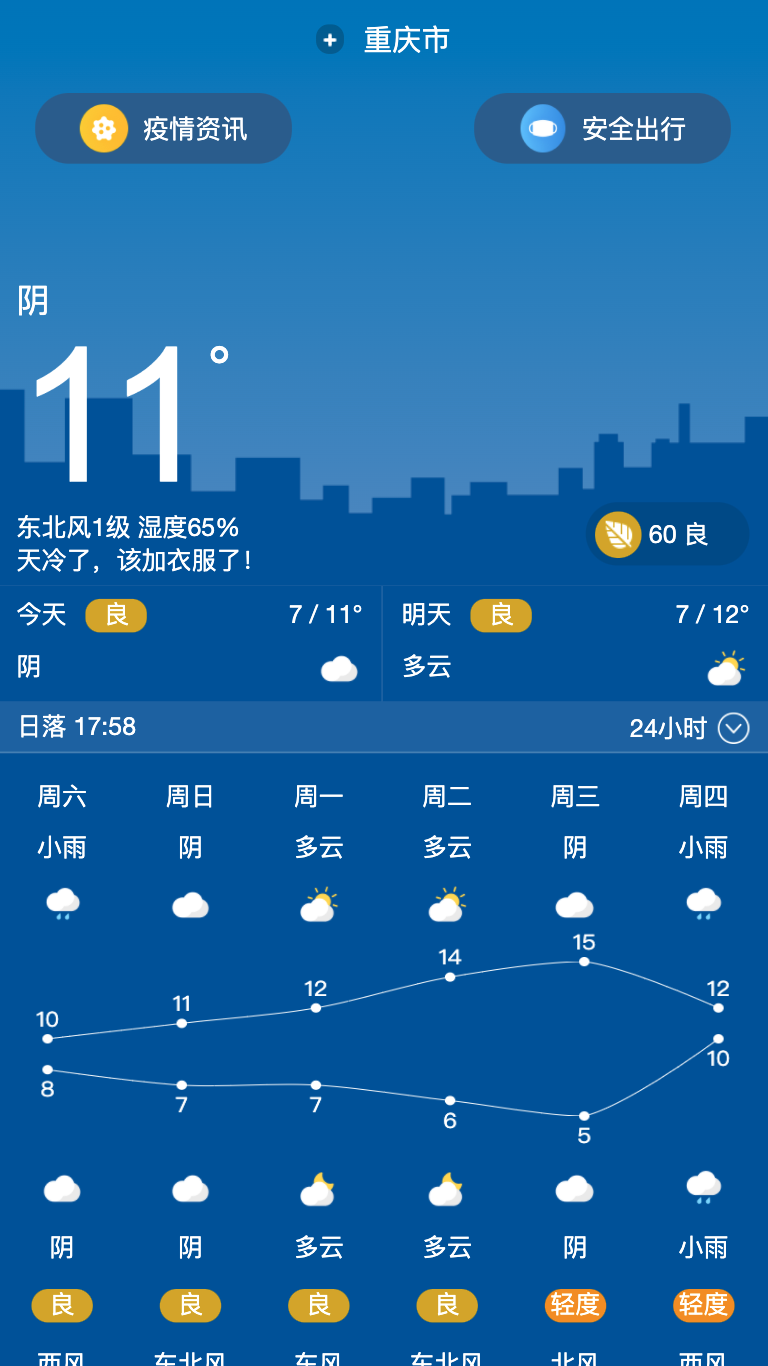 重庆市
疫情资讯 安全出行
阴
11°
东北风1级 湿度65%
天冷了，该加衣服了！
60 良
今天 良 7 / 11° 明天 良 7 / 12°
阴 多云
日落 17:58 24小时
周六 周日 周一 周二 周三 周四
小雨 阴 多云 多云 阴 小雨
10 11 12 14 15 12
8 7 7 6 5 10
阴 阴 多云 多云 阴 小雨
良 良 良 良 轻度 轻度
西风 东北风 东风 东北风 北风 西风